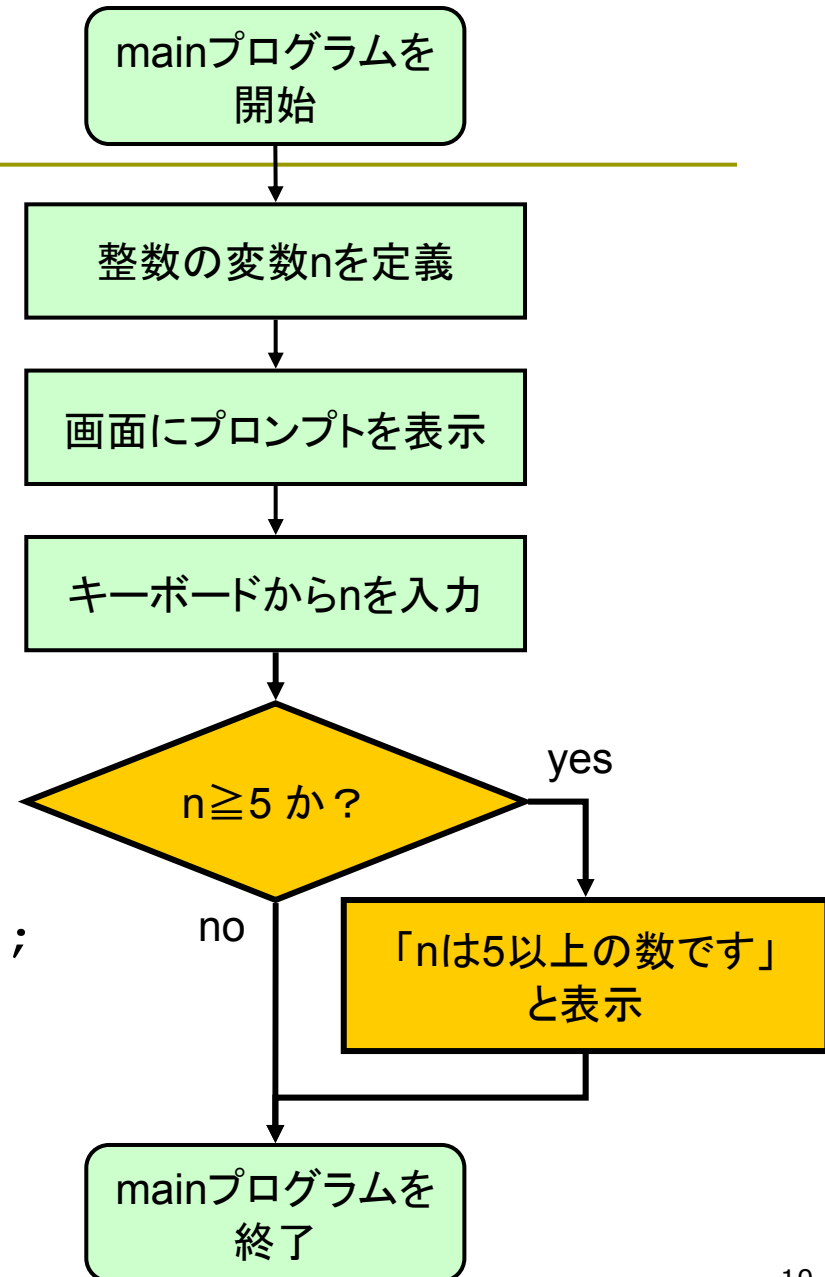 mainプログラムを
開始
整数の変数nを定義
画面にプロンプトを表示
キーボードからnを入力
n≧5 か？
yes
no
;
「nは5以上の数です」
と表示
mainプログラムを
終了